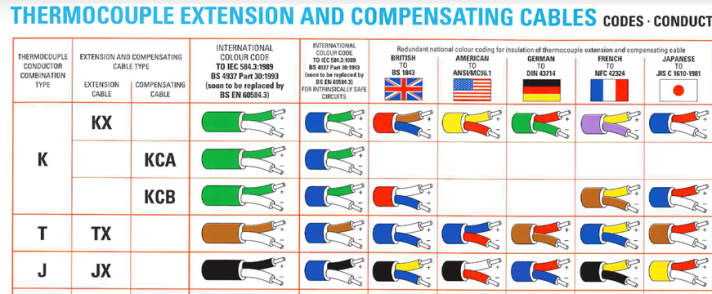 THERMOCOUPLE EXTENSION AND COMPENSATING CABLES CODES · CONDUCT
THERMOCOUPLE
CONDUCTOR
COMBINATION
TYPE
EXTENSION AND COMPENSATING
CABLE TYPE
EXTENSION
CABLE
COMPENSATING
CABLE
INTERNATIONAL
COLOUR CODE
TO IEC 584.3:1989
BS 4937 Part 30:1993
(soon to be replaced by
BS EN 60584.3)
INTERNATIONAL
COLOUR CODE
TO IEC 584.3:1989
BS 4937 Part 30:1993
(soon to be replaced by
BS EN 60584.3)
FOR INTRINSICALLY SAFE
CIRCUITS
Redundant national colour coding for insulation of thermocouple extension and compensating cable
BRITISH
TO
BS 1843
AMERICAN
TO
ANSI/MC96.1
GERMAN
TO
DIN 43714
FRENCH
TO
NFC 42324
JAPANESE
TO
JIS C 1610-1981
K
KX
KCA
KCB
T
TX
J
JX